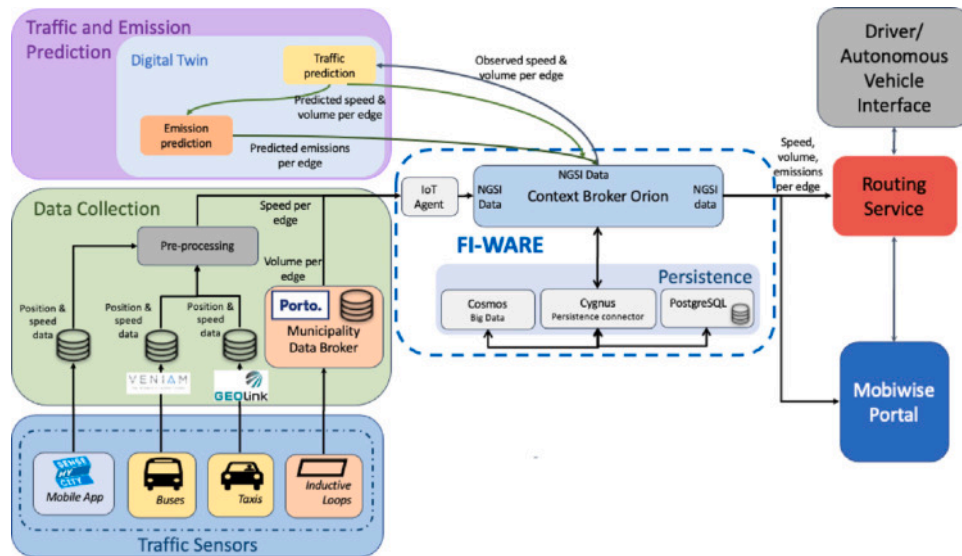 Traffic and Emission
Prediction
Digital Twin
Traffic
prediction
Observed speed &
volume per edge
Predicted speed &
volume per edge
Emission
prediction
Predicted emissions
per edge
Driver/
Autonomous
Vehicle
Interface
Speed,
volume,
emissions
per edge
Routing
Service
Mobiwise
Portal
IoT
Agent
NGSI Data
NGSI
Data
Context Broker Orion
NGSI
data
FI-WARE
Persistence
Cosmos
Big Data
Cygnus
Persistence connector
PostgreSQL
Data Collection
Speed per
edge
Pre-processing
Volume per
edge
Position &
speed
data
Position &
speed
data
Position &
speed
data
Porto.
Municipality
Data Broker
VENIAM
GEOLink
SENSE
MY
CITY
Mobile App
Buses
Taxis
Inductive
Loops
Traffic Sensors